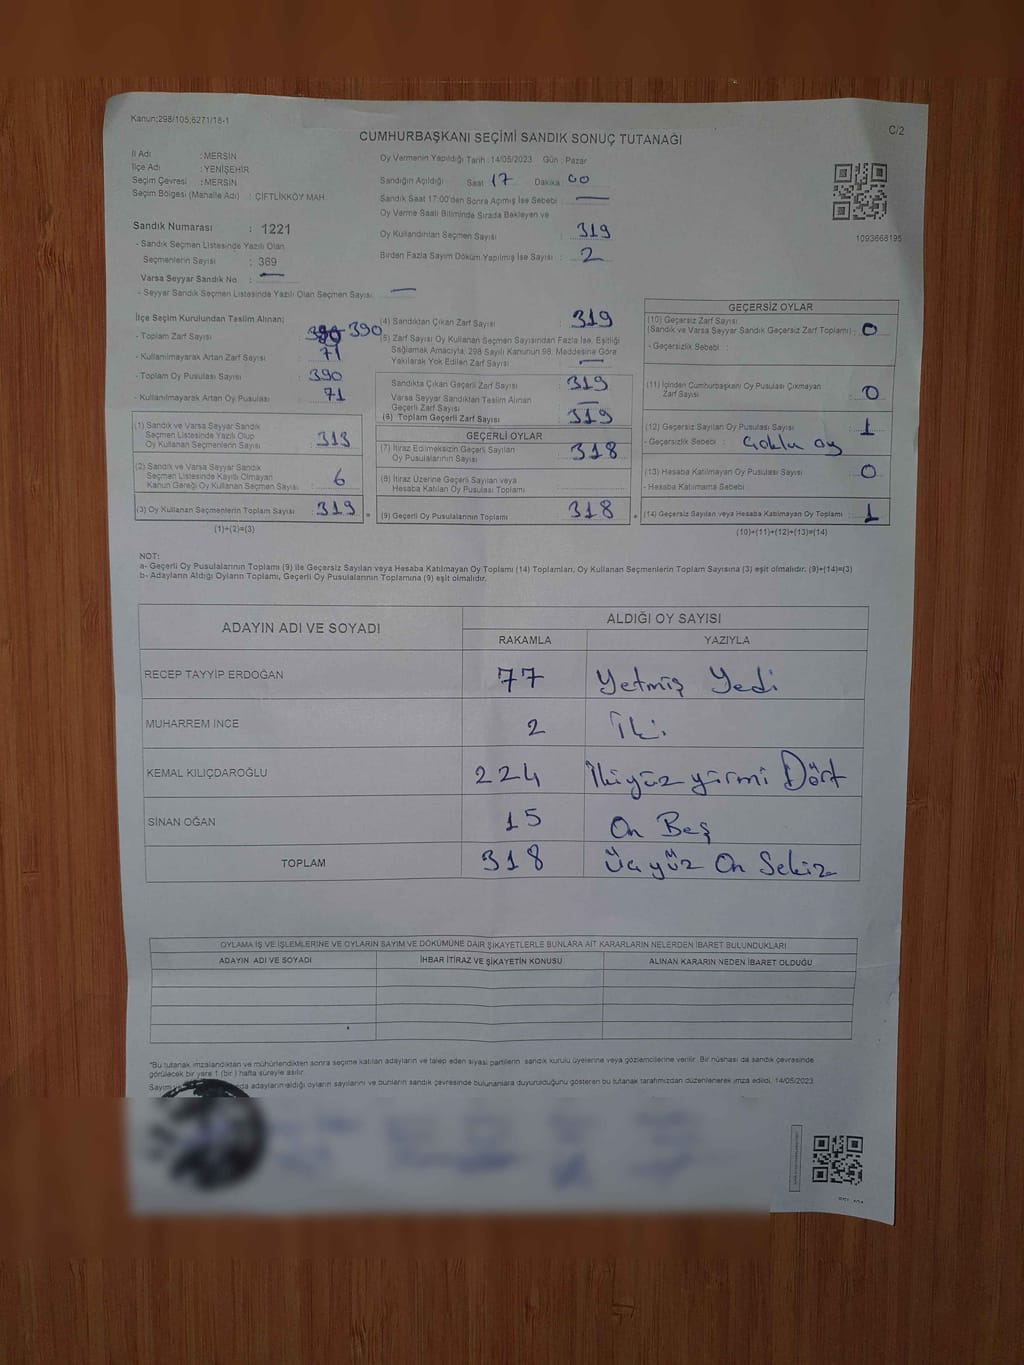 Kanun;298/105;6271/18-1
CUMHURBAŞKANI SEÇİMİ SANDIK SONUÇ TUTANAĞI
C/2
İl Adı : MERSİN
İlçe Adı : YENİŞEHİR
Seçim Çevresi : MERSİN
Seçim Bölgesi (Mahalle Adı) : ÇİFTLİKKÖY MAH.
Sandık Numarası : 1221
- Sandık Seçmen Listesinde Yazılı Olan
Seçmenlerin Sayısı : 369
Varsa Seyyar Sandık No : —
- Seyyar Sandık Seçmen Listesinde Yazılı Olan Seçmen Sayısı: —
Oy Vermenin Yapıldığı Tarih : 14/05/2023 Gün : Pazar
Sandığın Açıldığı Saat 17 Dakika 00
Sandık Saat 17:00'den Sonra Açmış İse Sebebi : —
Oy Verme Saati Bitiminde Sırada Bekleyen ve
Oy Kullandırılan Seçmen Sayısı : 319
Birden Fazla Sayım Döküm Yapılmış İse Sayısı : 2
1093668195
İlçe Seçim Kurulundan Teslim Alınan;
- Toplam Zarf Sayısı : 390
- Kullanılmayarak Artan Zarf Sayısı : 71
- Toplam Oy Pusulası Sayısı : 390
- Kullanılmayarak Artan Oy Pusulası : 71
(1) Sandık ve Varsa Seyyar Sandık
Seçmen Listesinde Yazılı Olup
Oy Kullanan Seçmenlerin Sayısı : 313
(2) Sandık ve Varsa Seyyar Sandık
Seçmen Listesinde Kayıtlı Olmayan
Kanun Gereği Oy Kullanan Seçmen Sayısı : 6
(3) Oy Kullanan Seçmenlerin Toplam Sayısı : 319 =
(1)+(2)=(3)
(4) Sandıktan Çıkan Zarf Sayısı : 319
(5) Zarf Sayısı Oy Kullanan Seçmen Sayısından Fazla İse, Eşitliği
Sağlamak Amacıyla; 298 Sayılı Kanunun 98. Maddesine Göre
Yakılarak Yok Edilen Zarf Sayısı : —
Sandıkta Çıkan Geçerli Zarf Sayısı : 319
Varsa Seyyar Sandıktan Teslim Alınan
Geçerli Zarf Sayısı : —
(6) Toplam Geçerli Zarf Sayısı : 319
GEÇERLİ OYLAR
(7) İtiraz Edilmeksizin Geçerli Sayılan
Oy Pusulalarının Sayısı : 318
(8) İtiraz Üzerine Geçerli Sayılan veya
Hesaba Katılan Oy Pusulası Toplamı :
(9) Geçerli Oy Pusulalarının Toplamı : 318 +
GEÇERSİZ OYLAR
(10) Geçersiz Zarf Sayısı
(Sandık ve Varsa Seyyar Sandık Geçersiz Zarf Toplamı) : 0
- Geçersizlik Sebebi :
(11) İçinden Cumhurbaşkanı Oy Pusulası Çıkmayan
Zarf Sayısı : 0
(12) Geçersiz Sayılan Oy Pusulası Sayısı : 1
- Geçersizlik Sebebi : Çoklu oy
(13) Hesaba Katılmayan Oy Pusulası Sayısı : 0
- Hesaba Katılmama Sebebi :
(14) Geçersiz Sayılan veya Hesaba Katılmayan Oy Toplamı : 1
(10)+(11)+(12)+(13)=(14)
NOT:
a- Geçerli Oy Pusulalarının Toplamı (9) ile Geçersiz Sayılan veya Hesaba Katılmayan Oy Toplamı (14) Toplamları, Oy Kullanan Seçmenlerin Toplam Sayısına (3) eşit olmalıdır. (9)+(14)=(3)
b- Adayların Aldığı Oyların Toplamı, Geçerli Oy Pusulalarının Toplamına (9) eşit olmalıdır.
ADAYIN ADI VE SOYADI
ALDIĞI OY SAYISI
RAKAMLA YAZIYLA
RECEP TAYYİP ERDOĞAN 77 Yetmiş Yedi
MUHARREM İNCE 2 İki
KEMAL KILIÇDAROĞLU 224 İkiyüz yirmi Dört
SİNAN OĞAN 15 On Beş
TOPLAM 318 Üçyüz On Sekiz
OYLAMA İŞ VE İŞLEMLERİNE VE OYLARIN SAYIM VE DÖKÜMÜNE DAİR ŞİKAYETLERLE BUNLARA AİT KARARLARIN NELERDEN İBARET BULUNDUKLARI
ADAYIN ADI VE SOYADI İHBAR İTİRAZ VE ŞİKAYETİN KONUSU ALINAN KARARIN NEDEN İBARET OLDUĞU
*Bu tutanak imzalandıktan ve mühürlendikten sonra seçime katılan adayların ve talep eden siyasi partilerin sandık kurulu üyelerine veya gözlemcilerine verilir. Bir nüshası da sandık çevresinde
görülecek bir yere 1 (bir) hafta süreyle asılır.
Sayım adayların aldığı oyların sayılarını ve bunların sandık çevresinde bulunanlara duyurulduğunu gösteren bu tutanak tarafımızdan düzenlenerek imza edildi. 14/05/2023